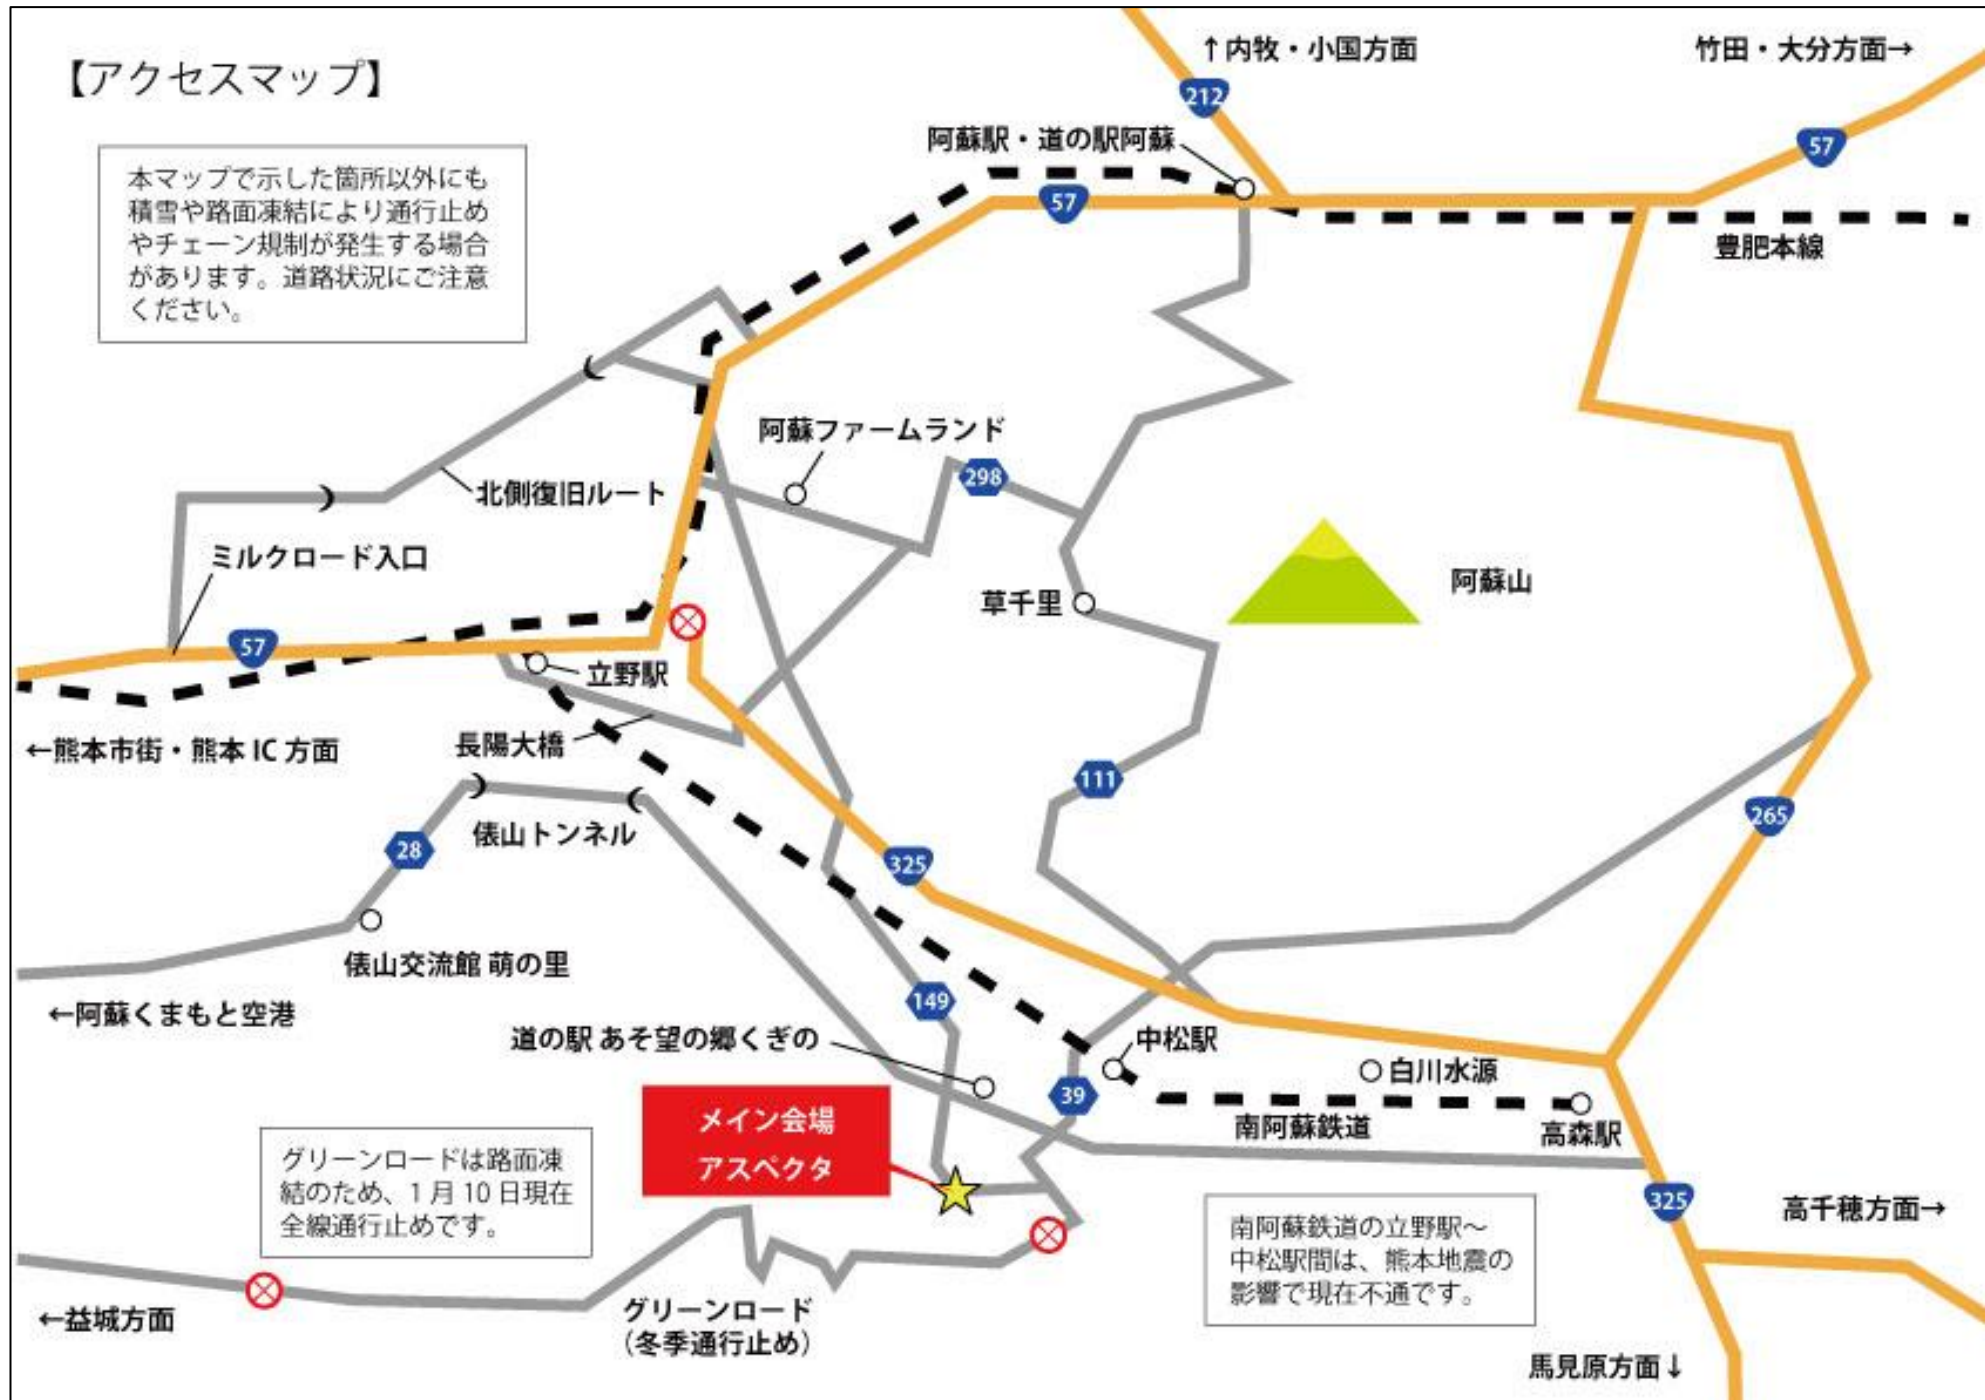 【アクセスマップ】
↑内牧・小国方面
竹田・大分方面→
212
57
阿蘇駅・道の駅阿蘇
57
本マップで示した箇所以外にも
積雪や路面凍結により通行止め
やチェーン規制が発生する場合
があります。道路状況にご注意
ください。
豊肥本線
阿蘇ファームランド
298
北側復旧ルート
ミルクロード入口
阿蘇山
草千里
57
立野駅
長陽大橋
←熊本市街・熊本 IC 方面
111
265
俵山トンネル
28
325
俵山交流館 萌の里
149
←阿蘇くまもと空港
道の駅 あそ望の郷くぎの
中松駅
白川水源
39
南阿蘇鉄道
高森駅
メイン会場
アスペクタ
グリーンロードは路面凍
結のため、1 月 10 日現在
全線通行止めです。
325
高千穂方面→
南阿蘇鉄道の立野駅~
中松駅間は、熊本地震の
影響で現在不通です。
←益城方面
グリーンロード
（冬季通行止め）
馬見原方面↓